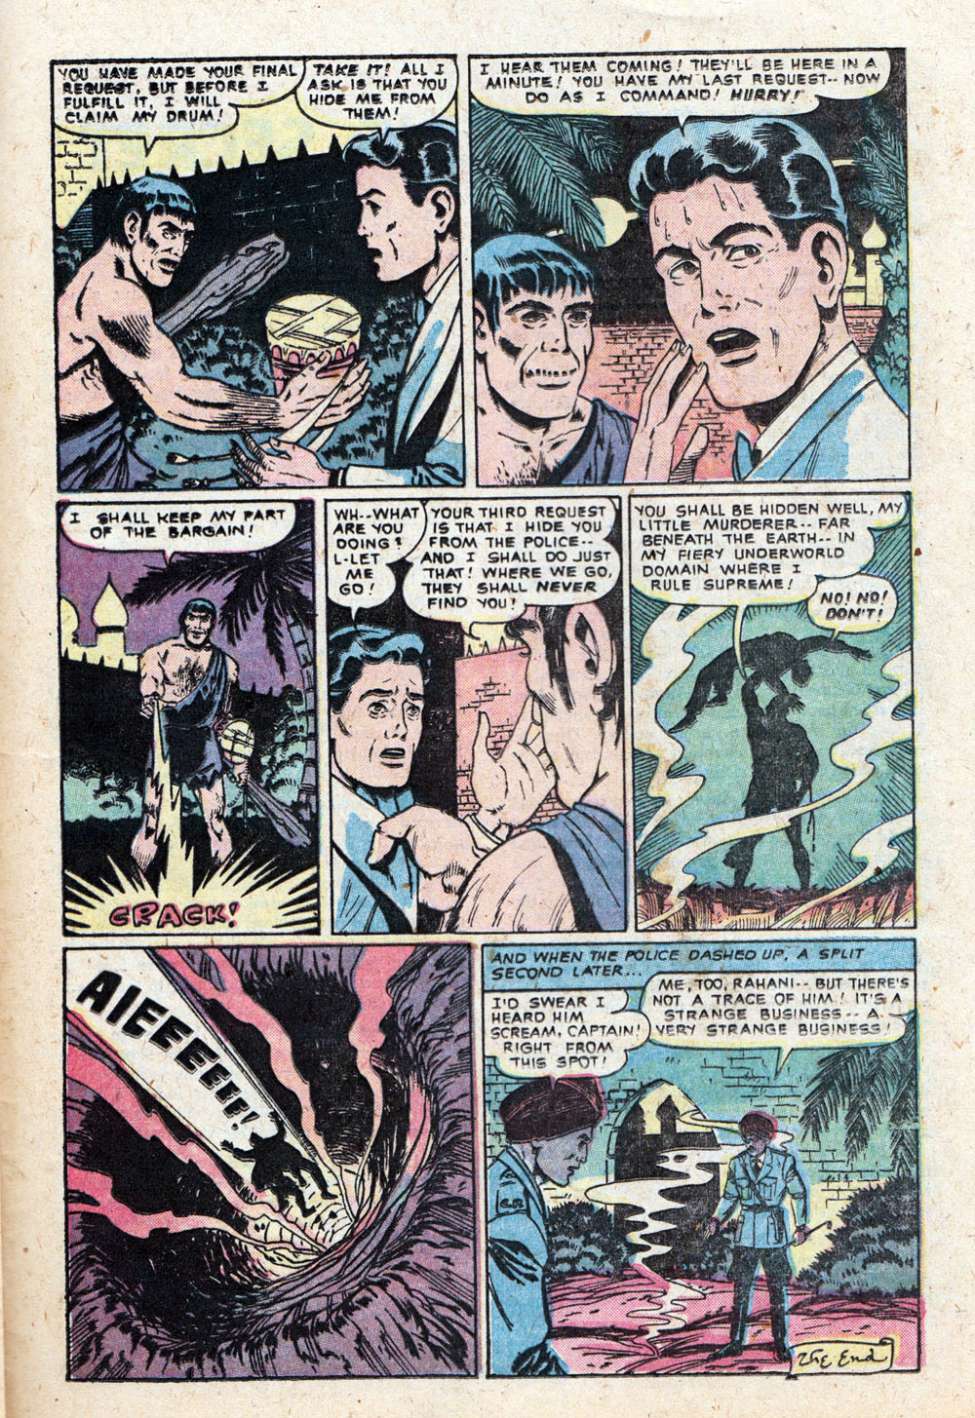 YOU HAVE MADE YOUR FINAL
REQUEST, BUT BEFORE I
FULFILL IT, I WILL
CLAIM MY DRUM!
TAKE IT! ALL I
ASK IS THAT YOU
HIDE ME FROM
THEM!
I HEAR THEM COMING! THEY'LL BE HERE IN A
MINUTE! YOU HAVE MY LAST REQUEST-- NOW
DO AS I COMMAND! HURRY!
I SHALL KEEP MY PART
OF THE BARGAIN!
CRACK!
WH--WHAT
ARE YOU
DOING?
L-LET
ME
GO!
YOUR THIRD REQUEST
IS THAT I HIDE YOU
FROM THE POLICE--
AND I SHALL DO JUST
THAT! WHERE WE GO,
THEY SHALL NEVER
FIND YOU!
YOU SHALL BE HIDDEN WELL, MY
LITTLE MURDERER-- FAR
BENEATH THE EARTH-- IN
MY FIERY UNDERWORLD
DOMAIN WHERE I
RULE SUPREME!
NO! NO!
DON'T!
AIEEEEEE!!
AND WHEN THE POLICE DASHED UP, A SPLIT
SECOND LATER...
I'D SWEAR I
HEARD HIM
SCREAM, CAPTAIN!
RIGHT FROM
THIS SPOT!
ME, TOO, RAHANI-- BUT THERE'S
NOT A TRACE OF HIM! IT'S A
STRANGE BUSINESS-- A
VERY STRANGE BUSINESS!
The End